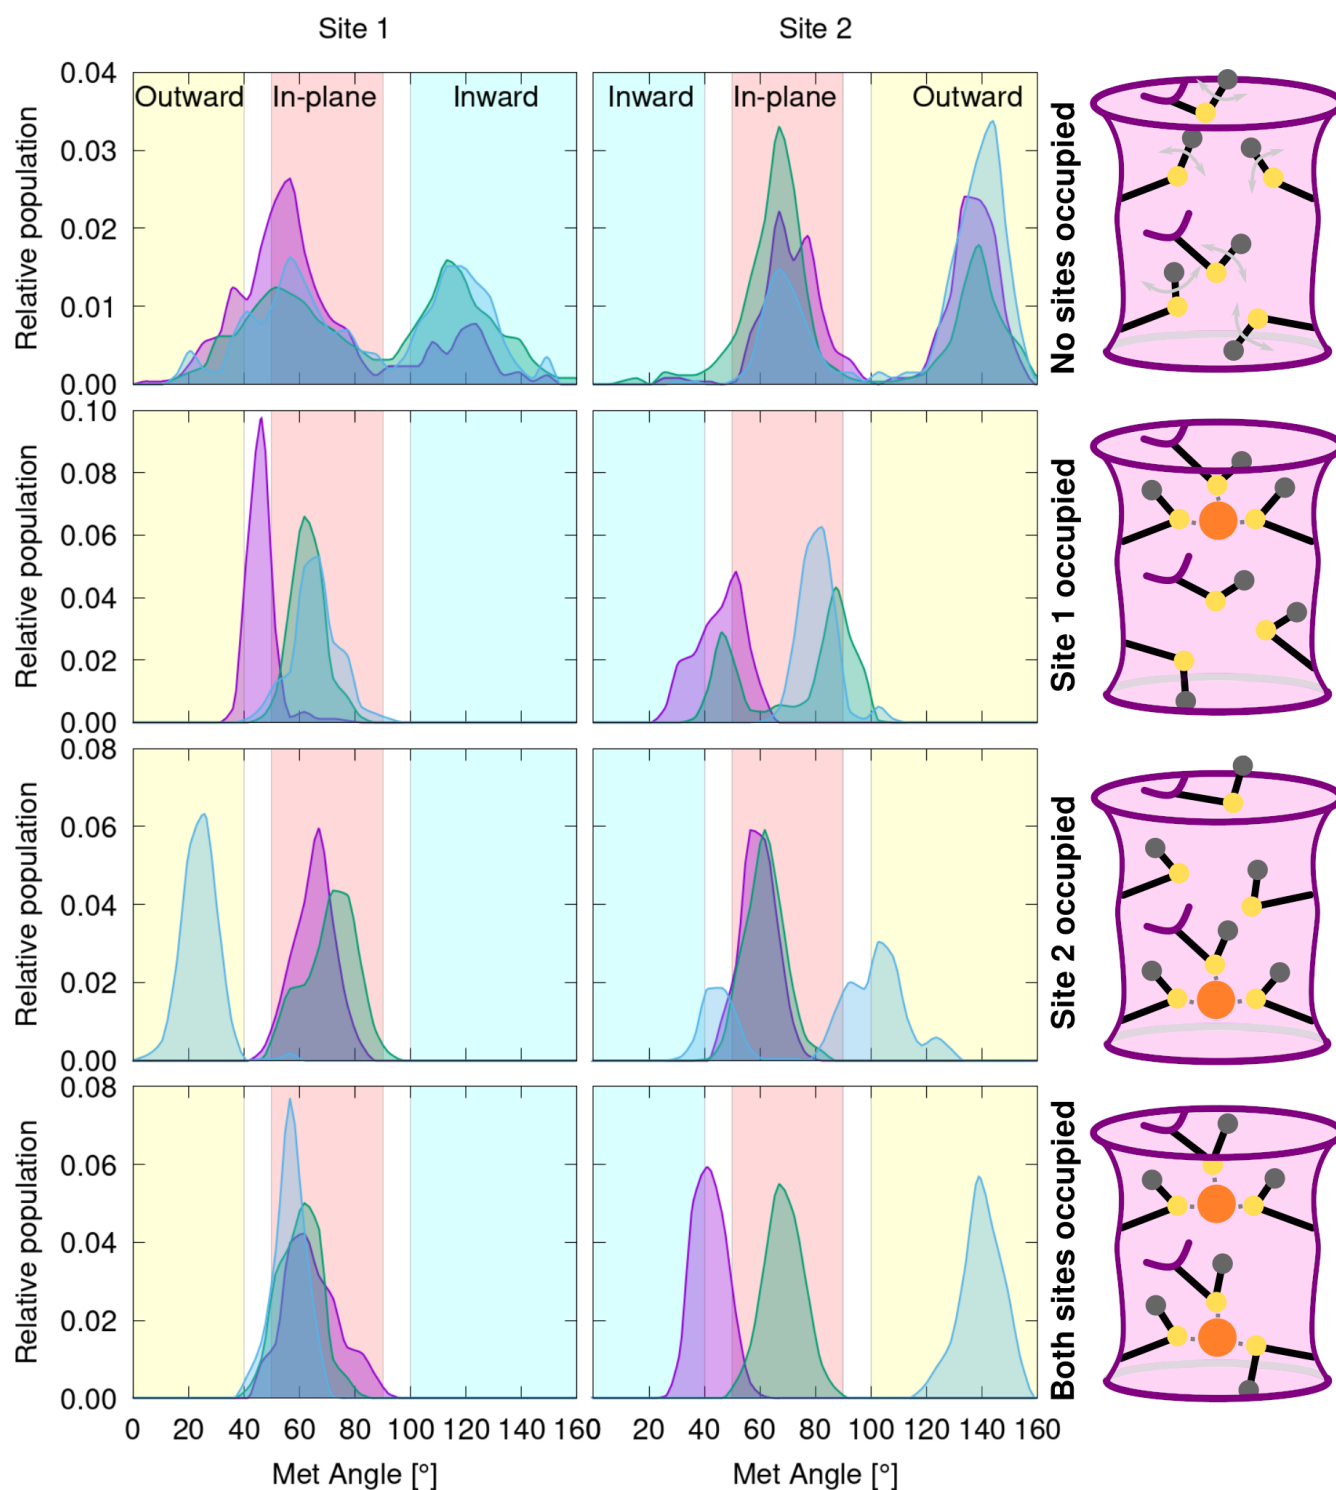 Site 1
Site 2
0.04
0.03
0.02
0.01
0.00
Relative population
Outward
In-plane
Inward
Inward
In-plane
Outward
No sites occupied
0.10
0.08
0.06
0.04
0.02
0.00
Relative population
Site 1 occupied
0.08
0.06
0.04
0.02
0.00
Relative population
Site 2 occupied
0.08
0.06
0.04
0.02
0.00
Relative population
Both sites occupied
0 20 40 60 80 100 120 140 160
0 20 40 60 80 100 120 140 160
Met Angle [°]
Met Angle [°]